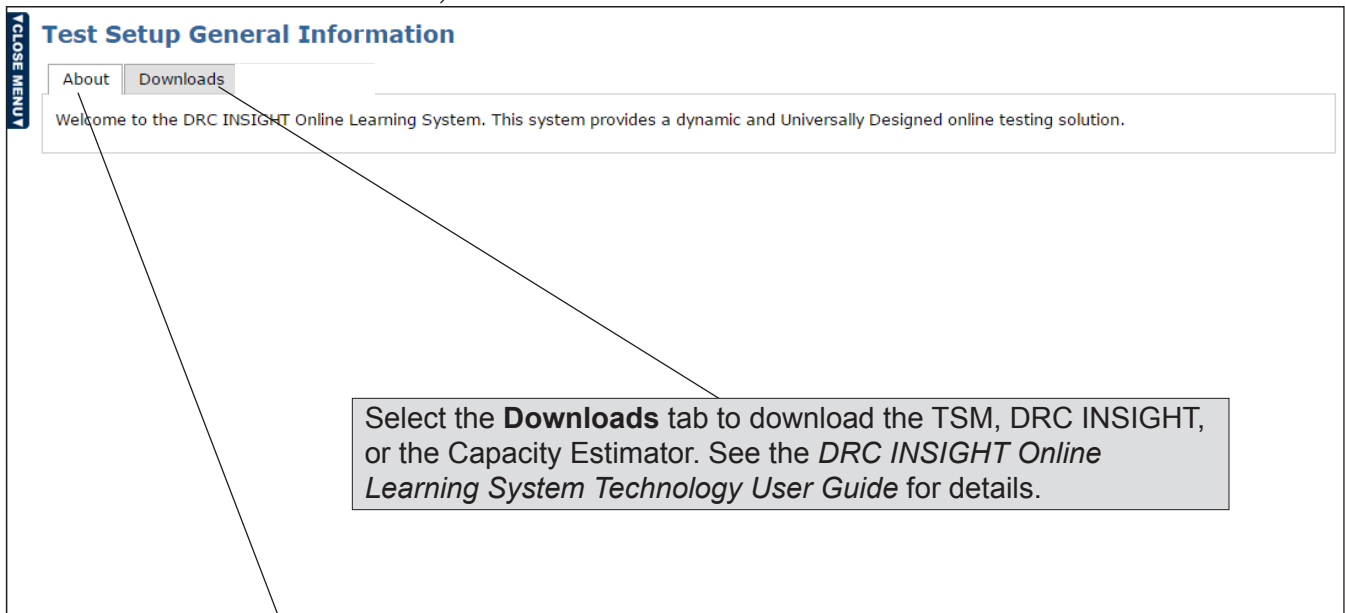 ▼CLOSE MENU▼
Test Setup General Information
About Downloads
Welcome to the DRC INSIGHT Online Learning System. This system provides a dynamic and Universally Designed online testing solution.
Select the Downloads tab to download the TSM, DRC INSIGHT,
or the Capacity Estimator. See the DRC INSIGHT Online
Learning System Technology User Guide for details.